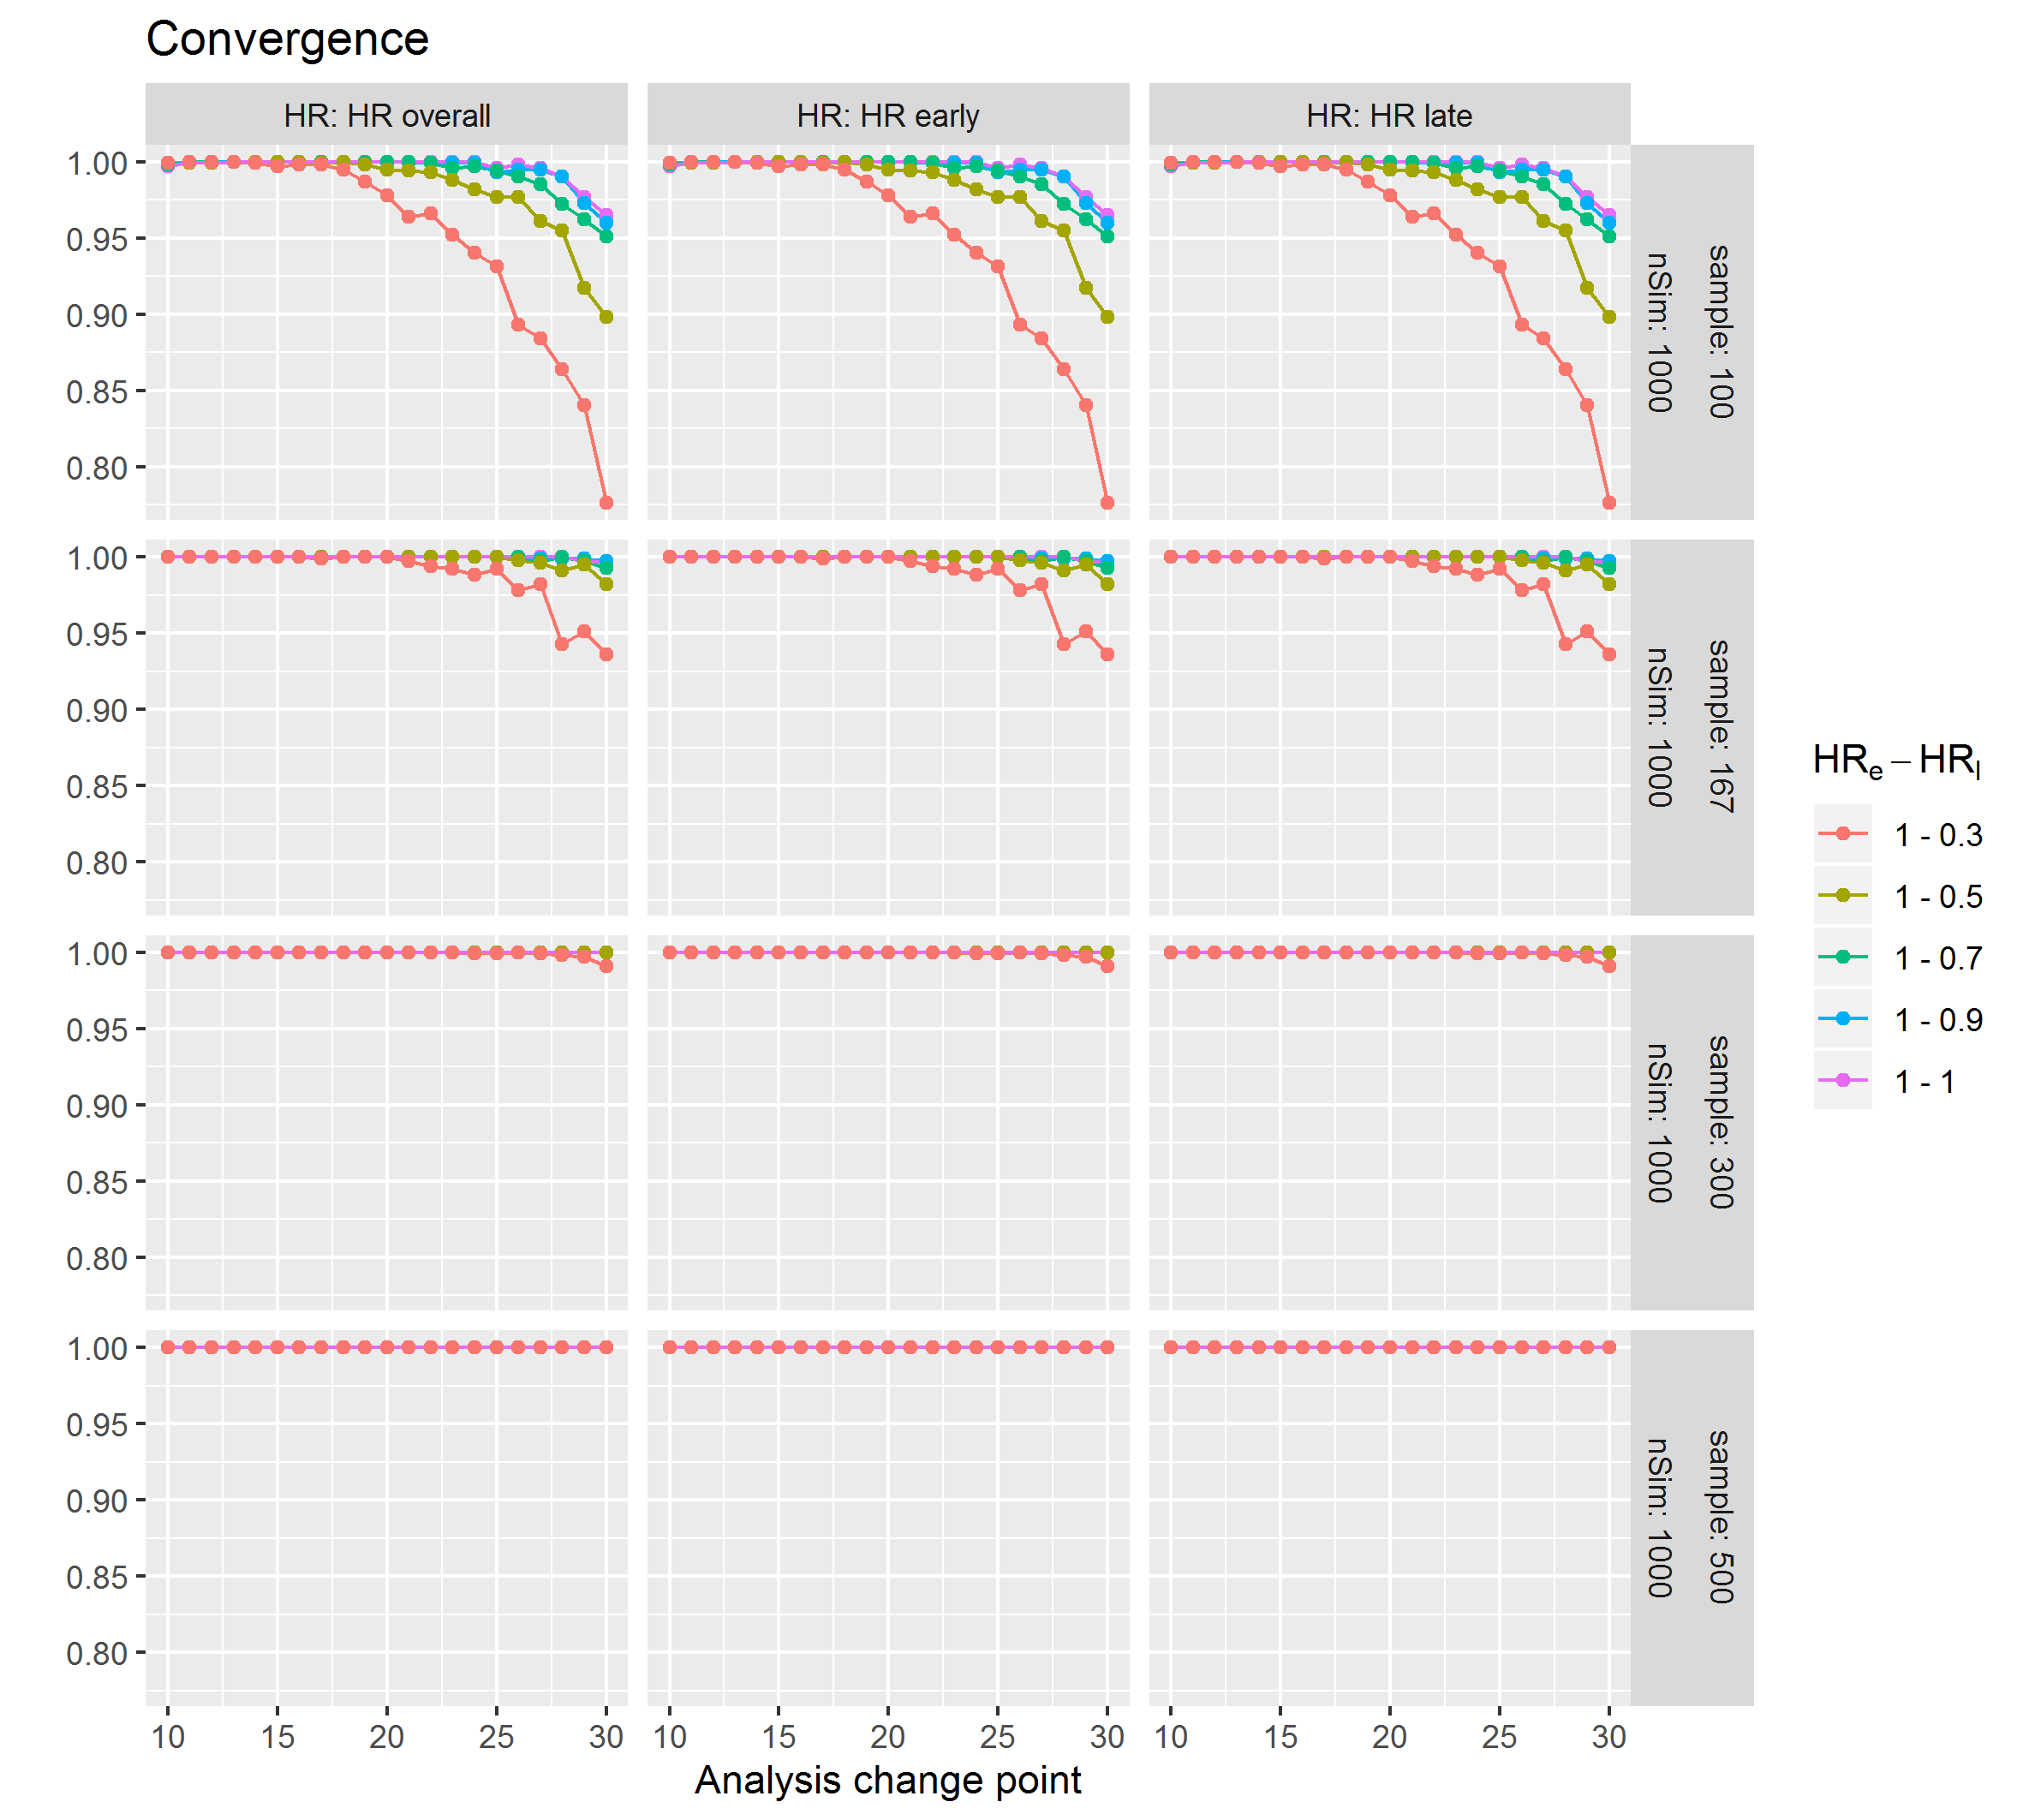 Convergence
HR: HR overall
HR: HR early
HR: HR late
1.00
0.95
0.90
0.85
0.80
sample: 100
nSim: 1000
1.00
0.95
0.90
0.85
0.80
sample: 167
nSim: 1000
1.00
0.95
0.90
0.85
0.80
sample: 300
nSim: 1000
1.00
0.95
0.90
0.85
0.80
sample: 500
nSim: 1000
10 15 20 25 30
10 15 20 25 30
10 15 20 25 30
Analysis change point
HRe – HRl
1 - 0.3
1 - 0.5
1 - 0.7
1 - 0.9
1 - 1